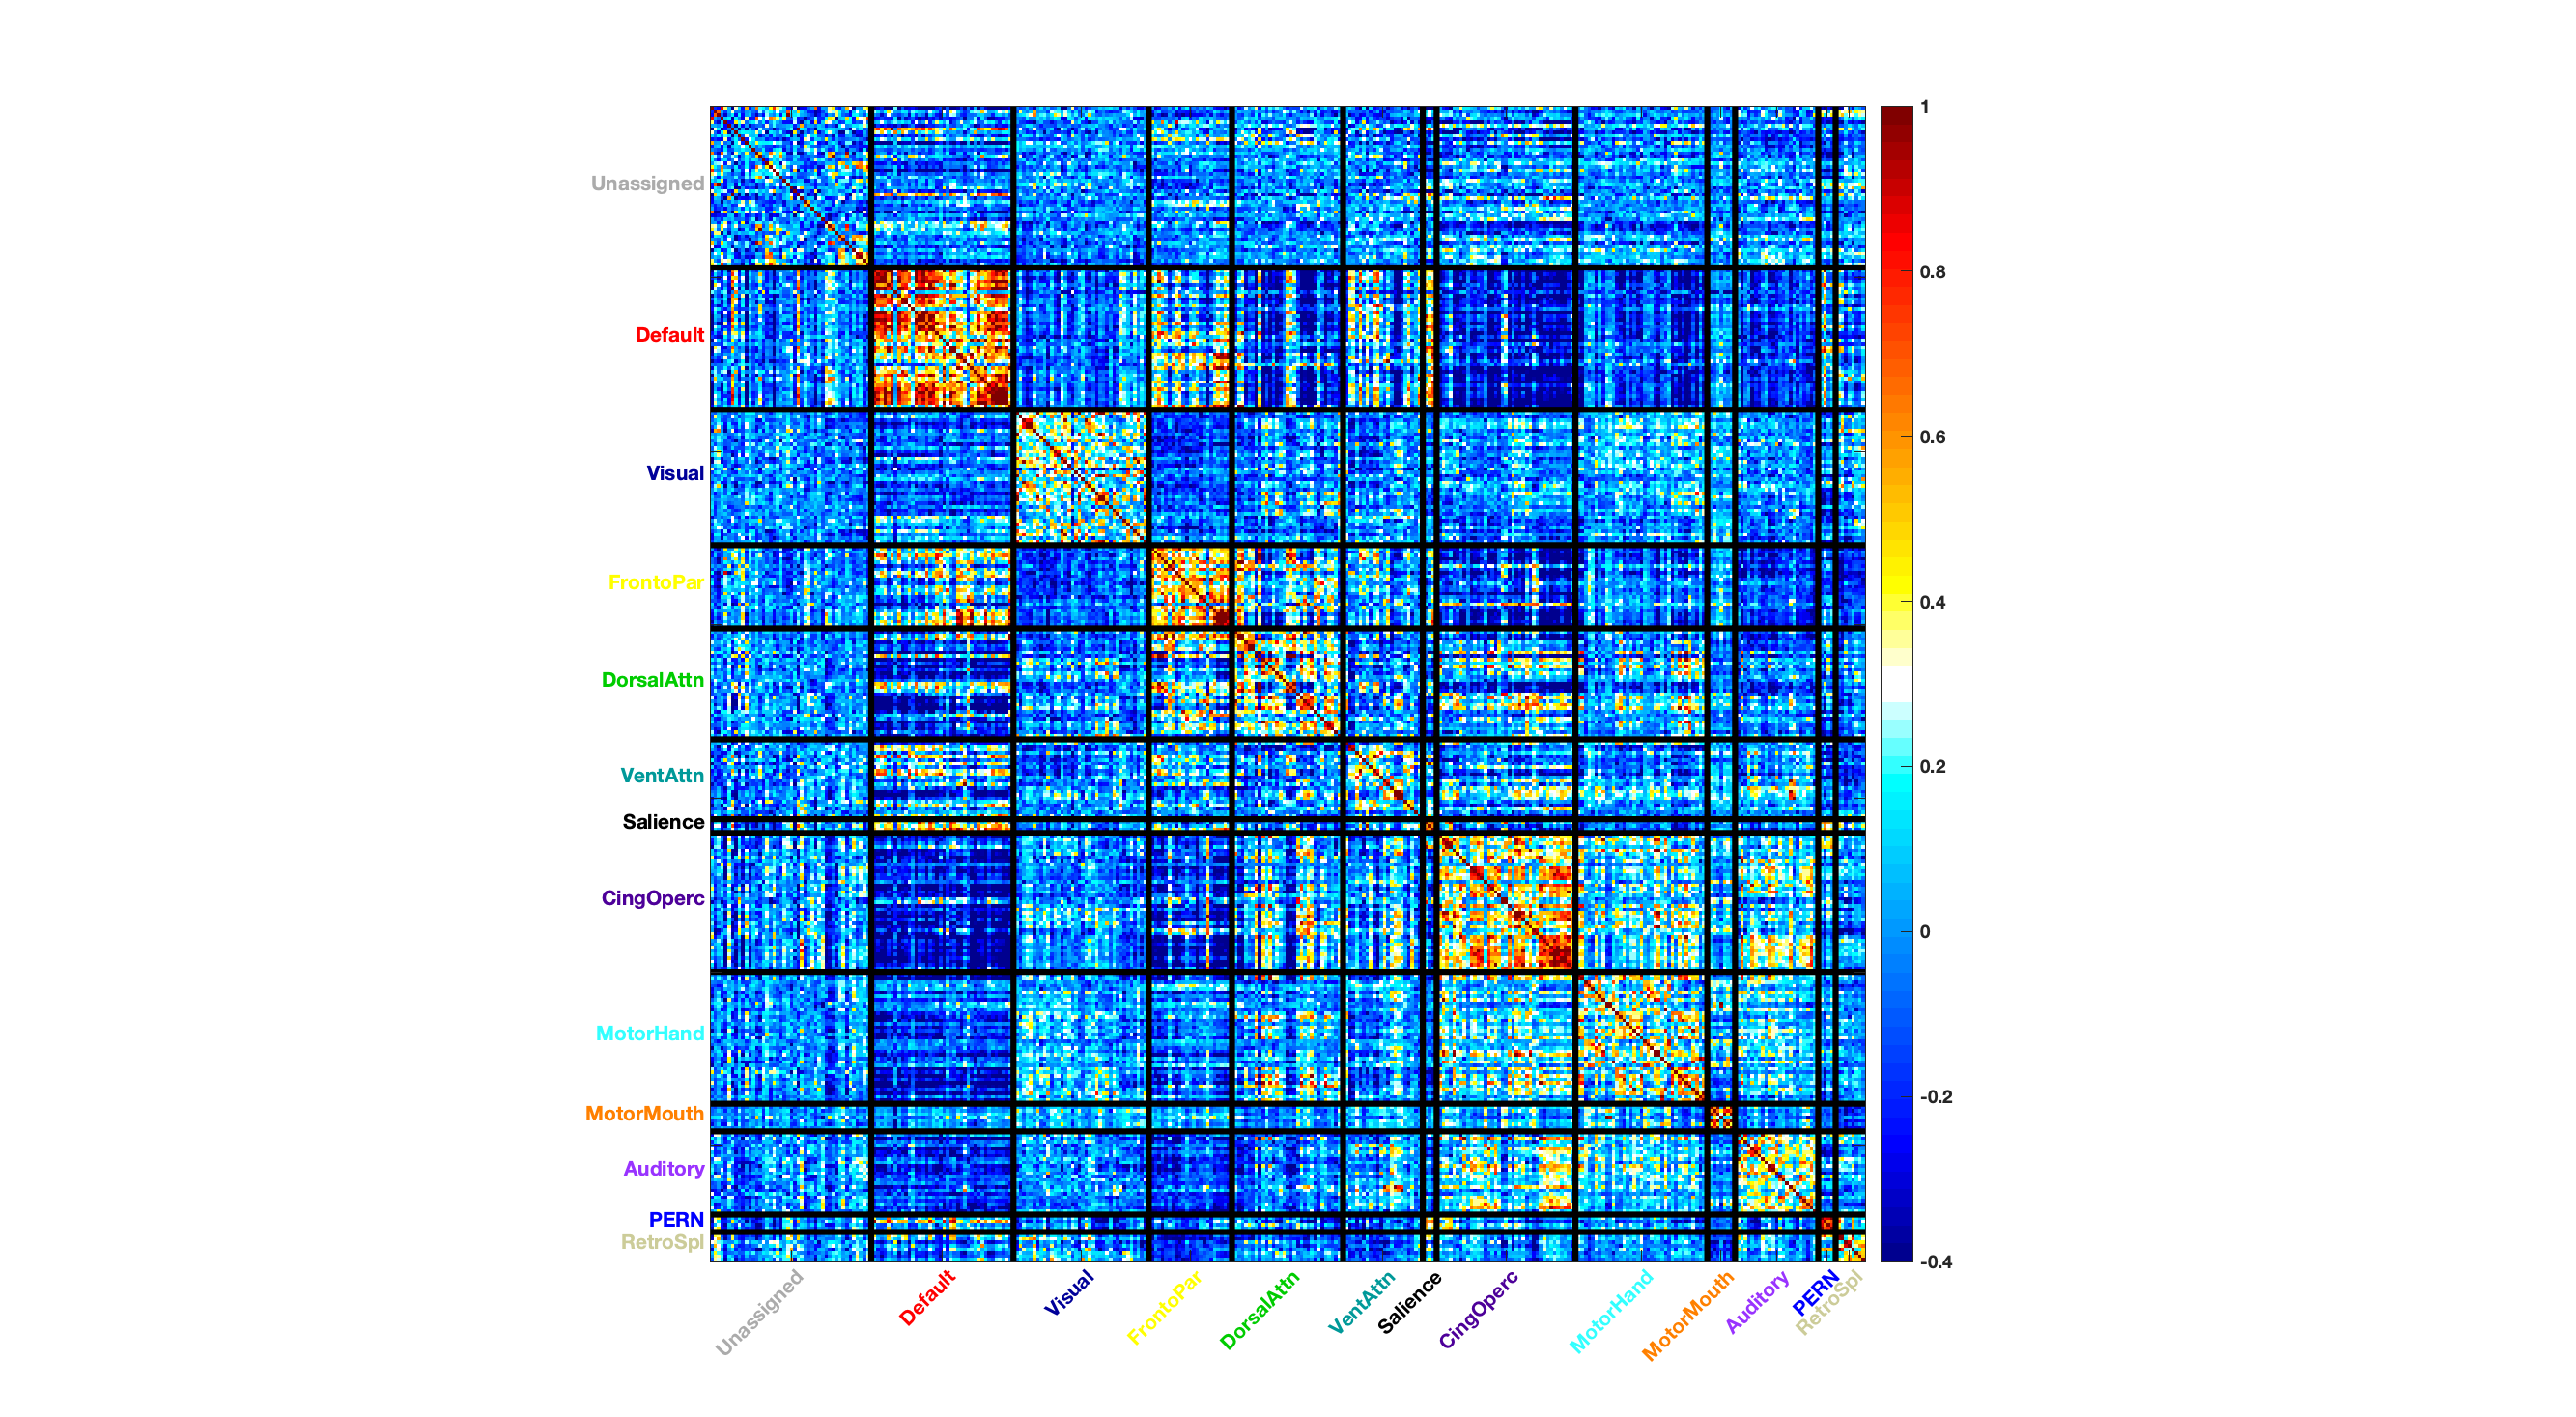 Unassigned
Default
Visual
FrontoPar
DorsalAttn
VentAttn
Salience
CingOperc
MotorHand
MotorMouth
Auditory
PERN
RetroSpl
Unassigned
Default
Visual
FrontoPar
DorsalAttn
VentAttn
Salience
CingOperc
MotorHand
MotorMouth
Auditory
PERN
RetroSpl
1
0.8
0.6
0.4
0.2
0
-0.2
-0.4